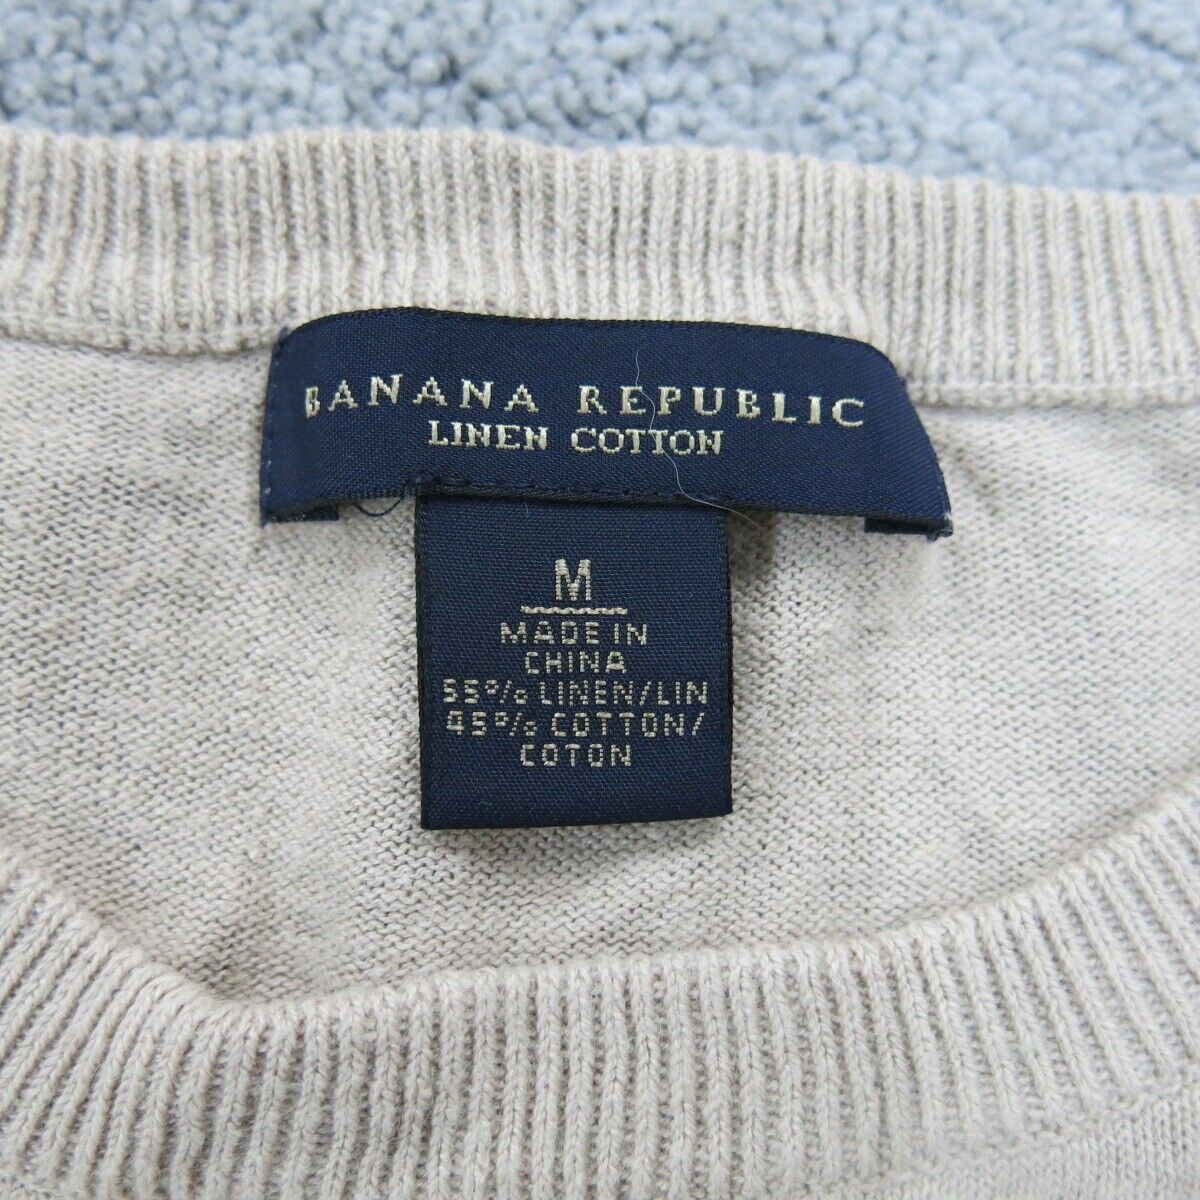 BANANA REPUBLIC
LINEN COTTON
M
MADE IN
CHINA
55% LINEN/LIN
45% COTTON/
COTON